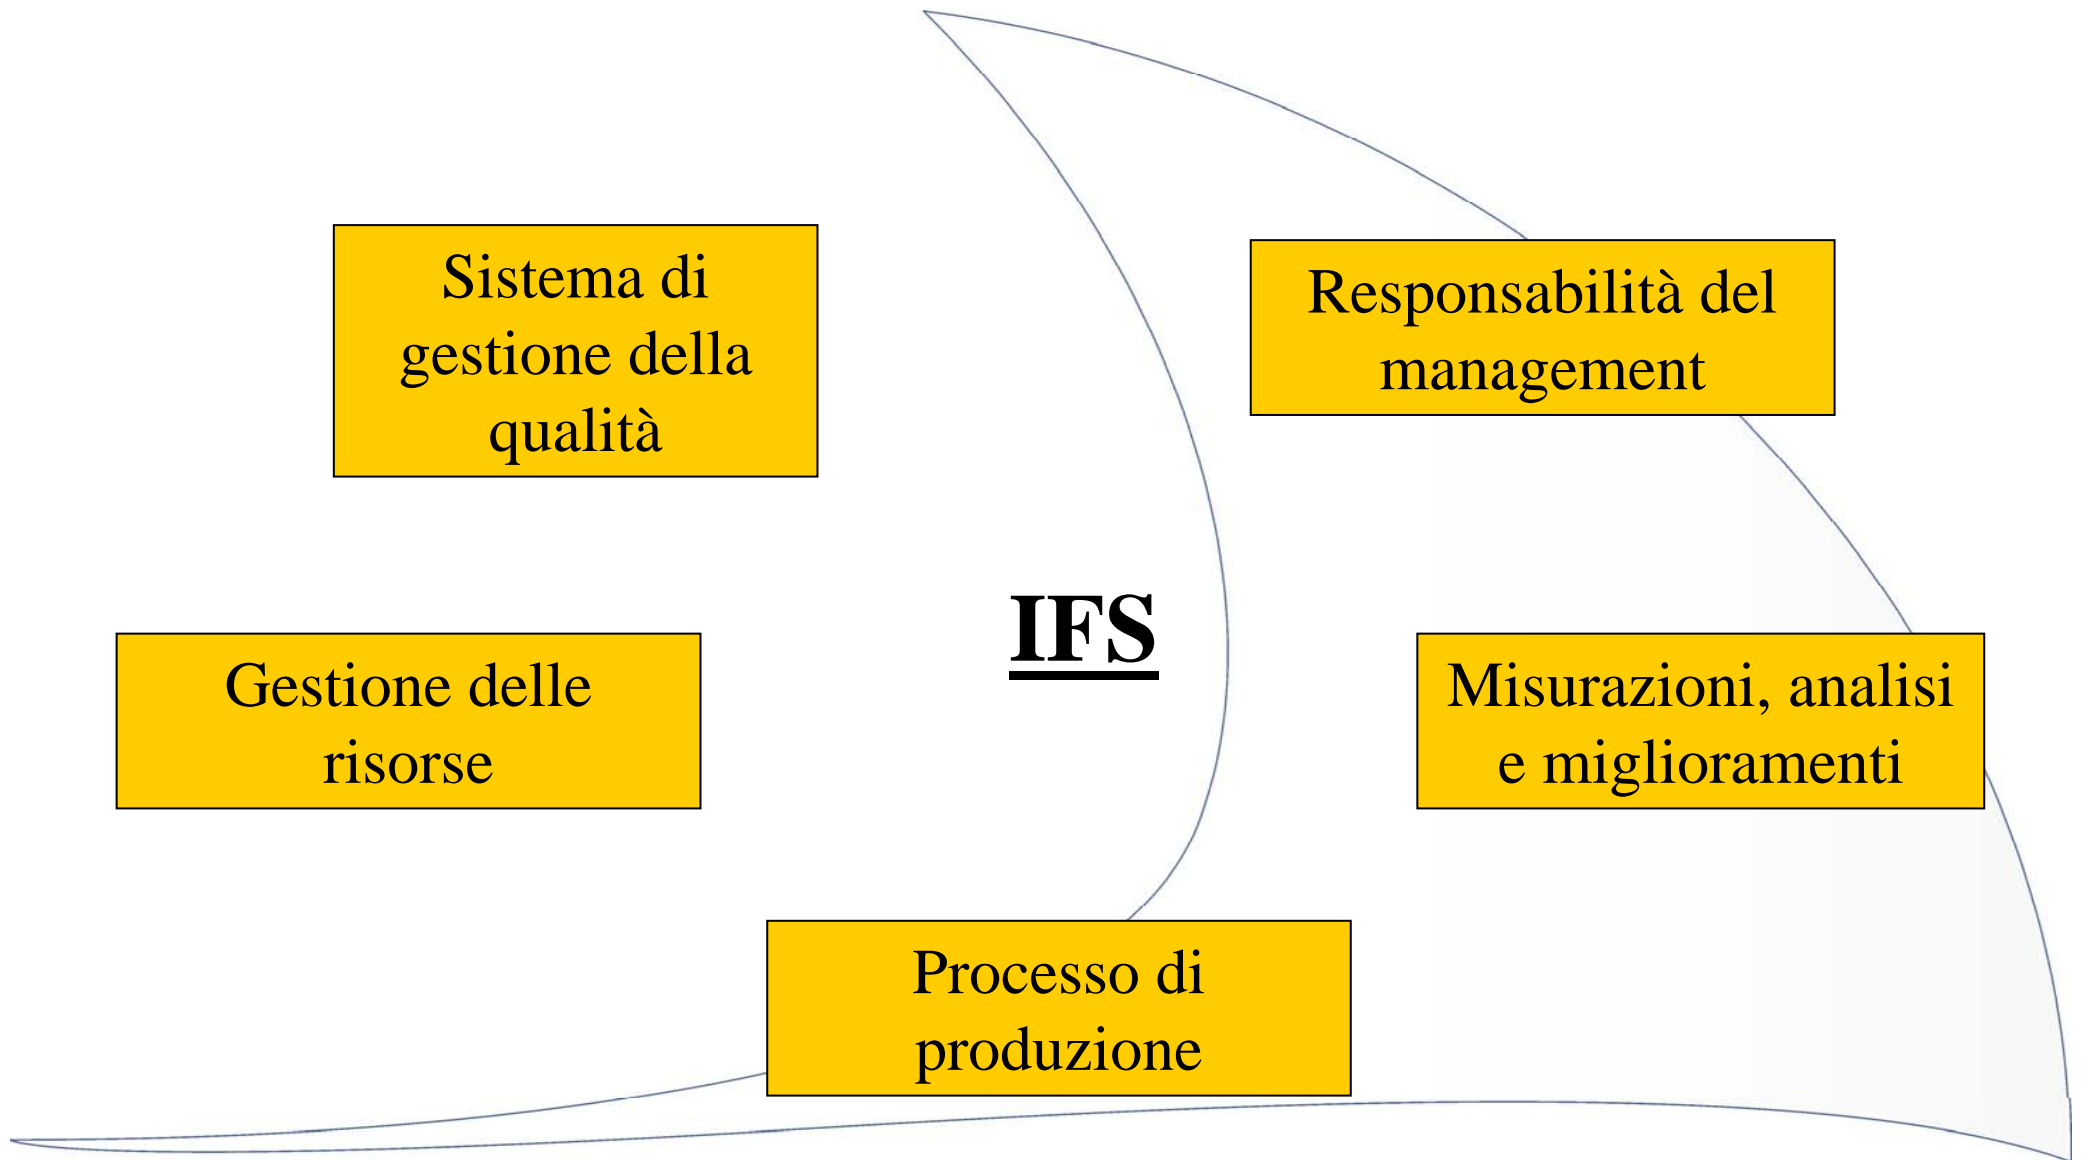 Sistema di
gestione della
qualità
Responsabilità del
management
IFS
Gestione delle
risorse
Misurazioni, analisi
e miglioramenti
Processo di
produzione